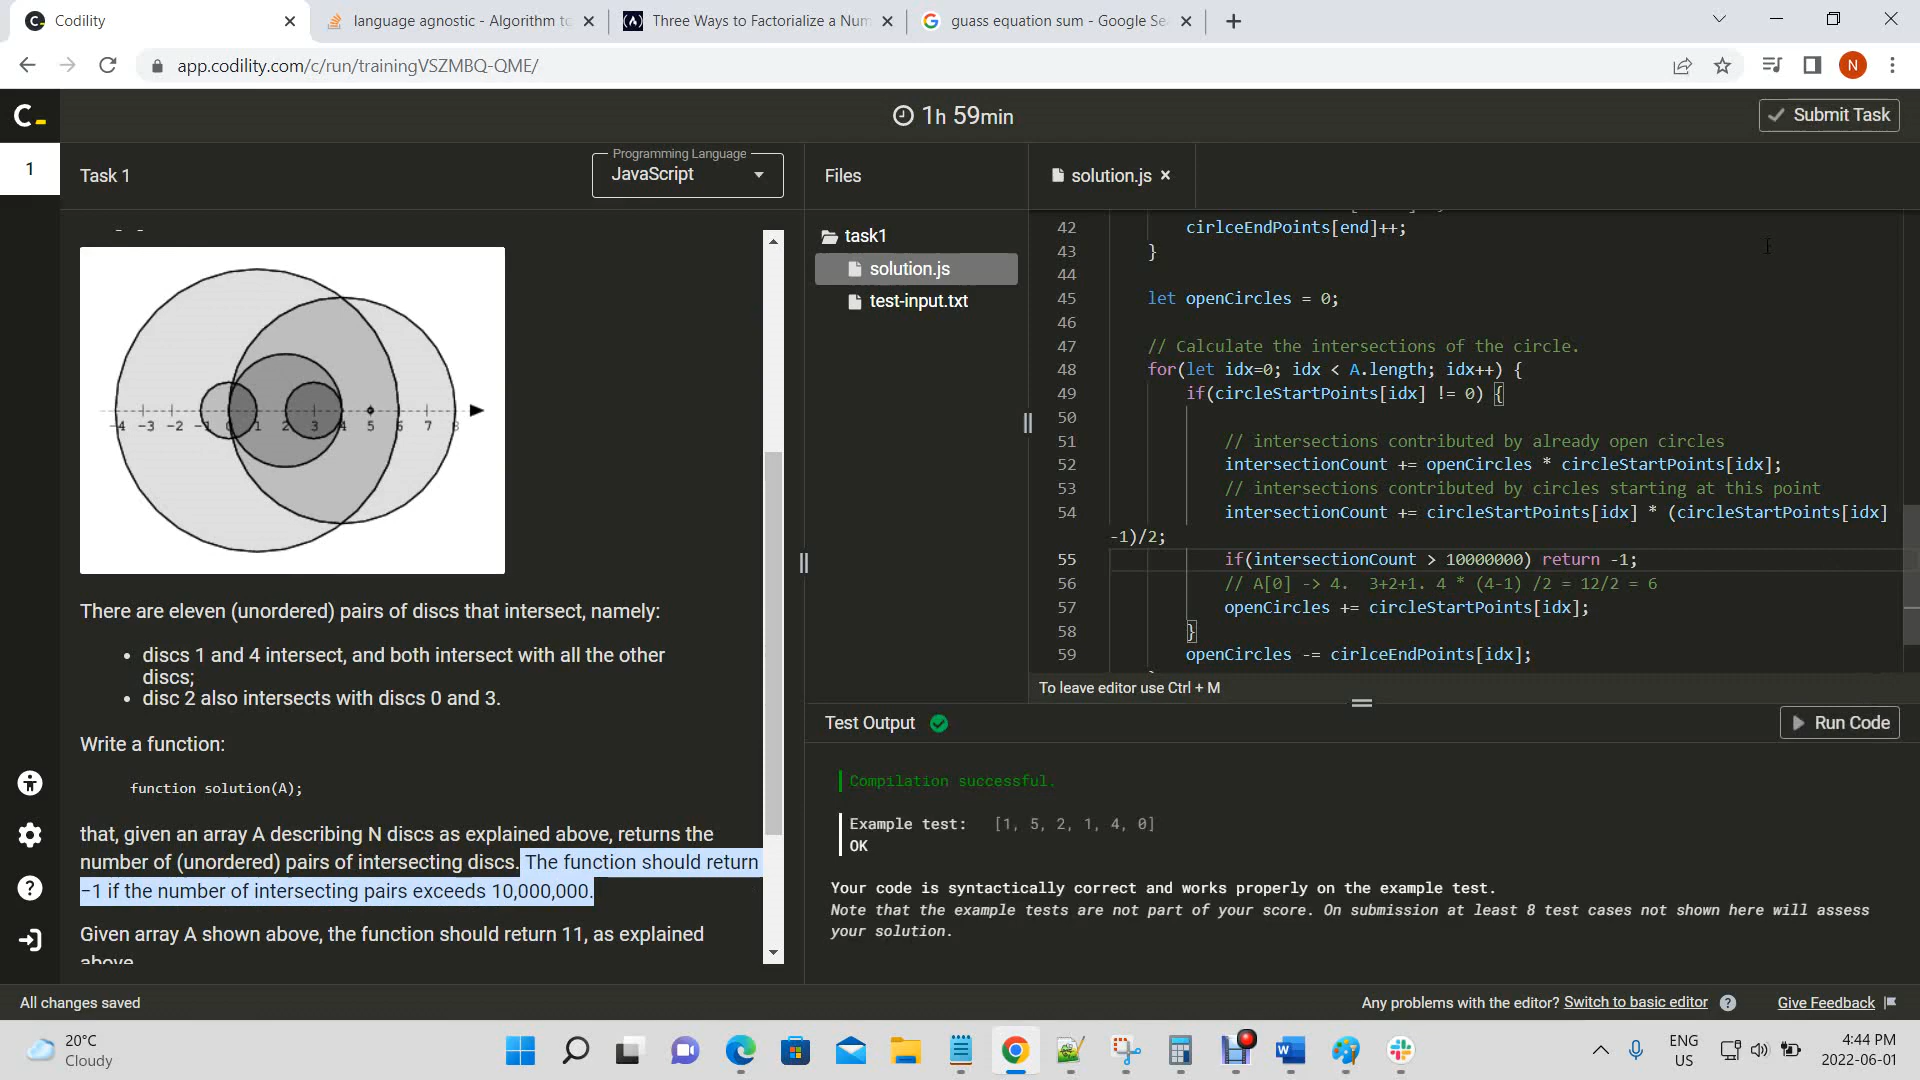 Codility
language agnostic - Algorithm to
Three Ways to Factorialize a Num
guass equation sum - Google Se
app.codility.com/c/run/trainingVSZMBQ-QME/
N
C
1h 59min
Submit Task
1
Task 1
Programming Language
JavaScript
Files
solution.js
task1
solution.js
test-input.txt
-4 -3 -2 -1 0 1 2 3 4 5 6 7 8
There are eleven (unordered) pairs of discs that intersect, namely:
• discs 1 and 4 intersect, and both intersect with all the other
discs;
• disc 2 also intersects with discs 0 and 3.
Write a function:
function solution(A);
that, given an array A describing N discs as explained above, returns the
number of (unordered) pairs of intersecting discs. The function should return
−1 if the number of intersecting pairs exceeds 10,000,000.
Given array A shown above, the function should return 11, as explained
above.
42 cirlceEndPoints[end]++;
43 }
44
45 let openCircles = 0;
46
47 // Calculate the intersections of the circle.
48 for(let idx=0; idx < A.length; idx++) {
49 if(circleStartPoints[idx] != 0) {
50
51 // intersections contributed by already open circles
52 intersectionCount += openCircles * circleStartPoints[idx];
53 // intersections contributed by circles starting at this point
54 intersectionCount += circleStartPoints[idx] * (circleStartPoints[idx]
-1)/2;
55 if(intersectionCount > 10000000) return -1;
56 // A[0] -> 4. 3+2+1. 4 * (4-1) /2 = 12/2 = 6
57 openCircles += circleStartPoints[idx];
58 }
59 openCircles -= cirlceEndPoints[idx];
To leave editor use Ctrl + M
Test Output
Run Code
Compilation successful.
Example test: [1, 5, 2, 1, 4, 0]
OK
Your code is syntactically correct and works properly on the example test.
Note that the example tests are not part of your score. On submission at least 8 test cases not shown here will assess
your solution.
All changes saved
Any problems with the editor? Switch to basic editor ?
Give Feedback
20°C
Cloudy
ENG
US
4:44 PM
2022-06-01